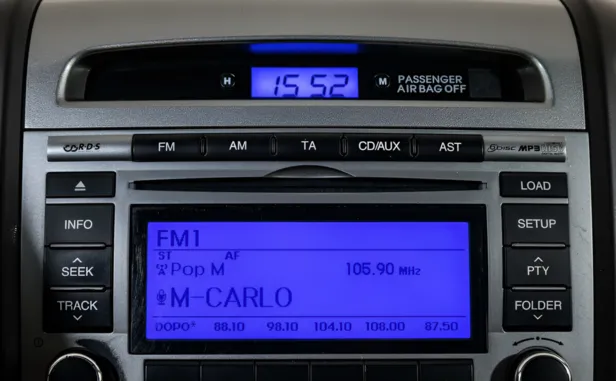 H 15 52 M PASSENGER
AIR BAG OFF
R·D·S FM AM TA CD/AUX AST DISC MP3
LOAD
INFO SETUP
SEEK PTY
TRACK FOLDER
FM1
ST AF
Pop M 105.90 MHz
M-CARLO
DOPO° 88.10 98.10 104.10 108.00 87.50